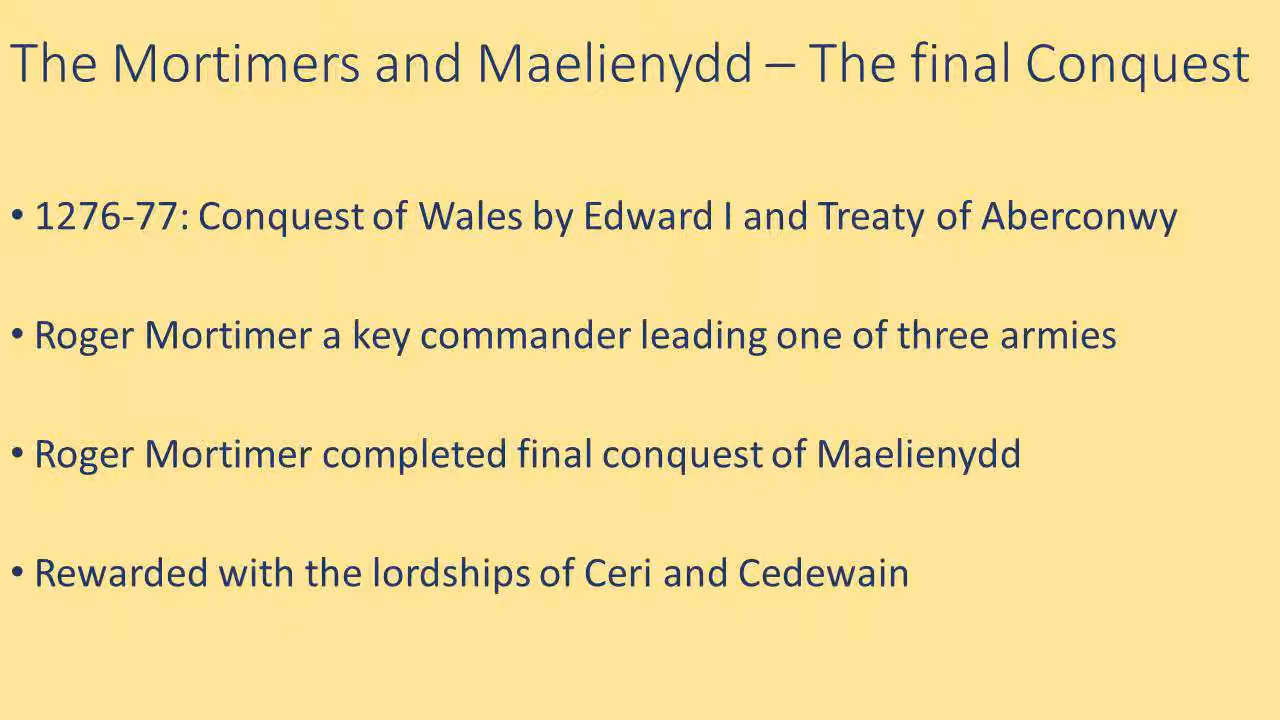 The Mortimers and Maelienydd – The final Conquest
• 1276-77: Conquest of Wales by Edward I and Treaty of Aberconwy
• Roger Mortimer a key commander leading one of three armies
• Roger Mortimer completed final conquest of Maelienydd
• Rewarded with the lordships of Ceri and Cedewain